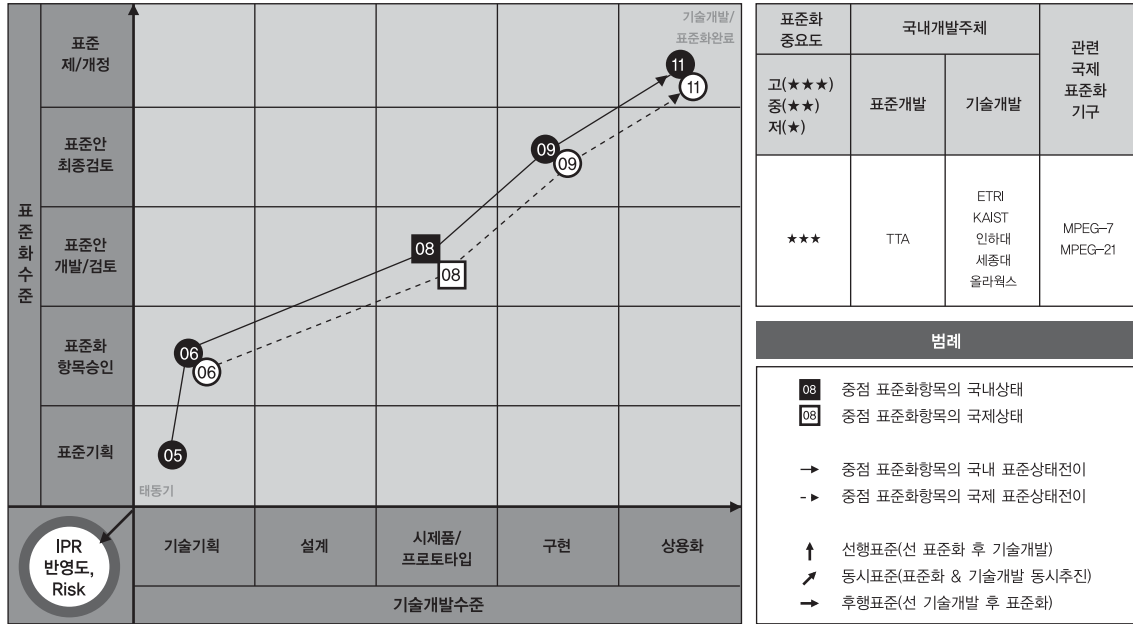 기술개발/
표준화완료
표준
제/개정
표준안
최종검토
표준안
개발/검토
표준화
항목승인
표준기획
표준화수준
11
11
09
09
08
08
06
06
05
태동기
IPR
반영도,
Risk
기술기획
설계
시제품/
프로토타입
구현
상용화
기술개발수준
표준화
중요도
국내개발주체
관련
국제
표준화
기구
고(★★★)
중(★★)
저(★)
표준개발
기술개발
★★★
TTA
ETRI
KAIST
인하대
세종대
올라웍스
MPEG-7
MPEG-21
범례
08 중점 표준화항목의 국내상태
08 중점 표준화항목의 국제상태
중점 표준화항목의 국내 표준상태전이
중점 표준화항목의 국제 표준상태전이
선행표준(선 표준화 후 기술개발)
동시표준(표준화 & 기술개발 동시추진)
후행표준(선 기술개발 후 표준화)